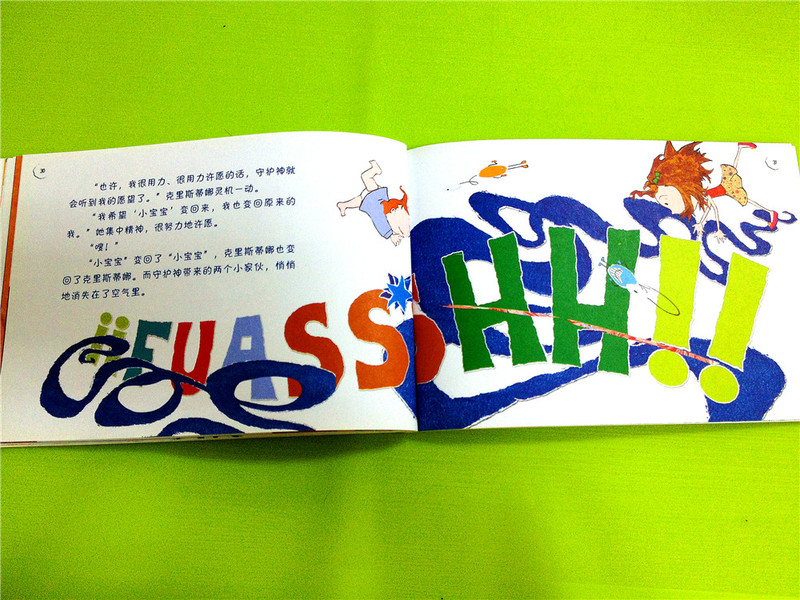 30
“也许，我很用力、很用力许愿的话，守护神就
会听到我的愿望了。”克里斯蒂娜灵机一动。
“我希望‘小宝宝’变回来，我也变回原来的
我。”她集中精神，很努力地许愿。
“嘿！”
“小宝宝”变回了“小宝宝”，克里斯蒂娜也变
回了克里斯蒂娜。而守护神带来的两个小家伙，悄悄
地消失在了空气里。
¡¡FUASSSHHH!!